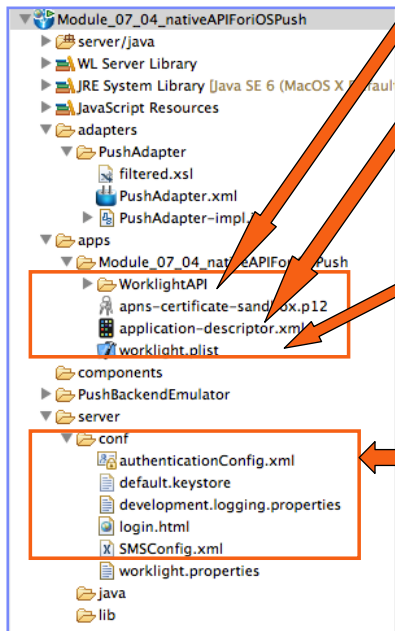 Module_07_04_nativeAPIForiOSPush
server/java
WL Server Library
JRE System Library [Java SE 6 (MacOS X Default
JavaScript Resources
adapters
PushAdapter
filtered.xsl
PushAdapter.xml
PushAdapter-impl.
apps
Module_07_04_nativeAPIForiOSPush
WorklightAPI
apns-certificate-sandbox.p12
application-descriptor.xml
worklight.plist
components
PushBackendEmulator
server
conf
authenticationConfig.xml
default.keystore
development.logging.properties
login.html
SMSConfig.xml
worklight.properties
java
lib